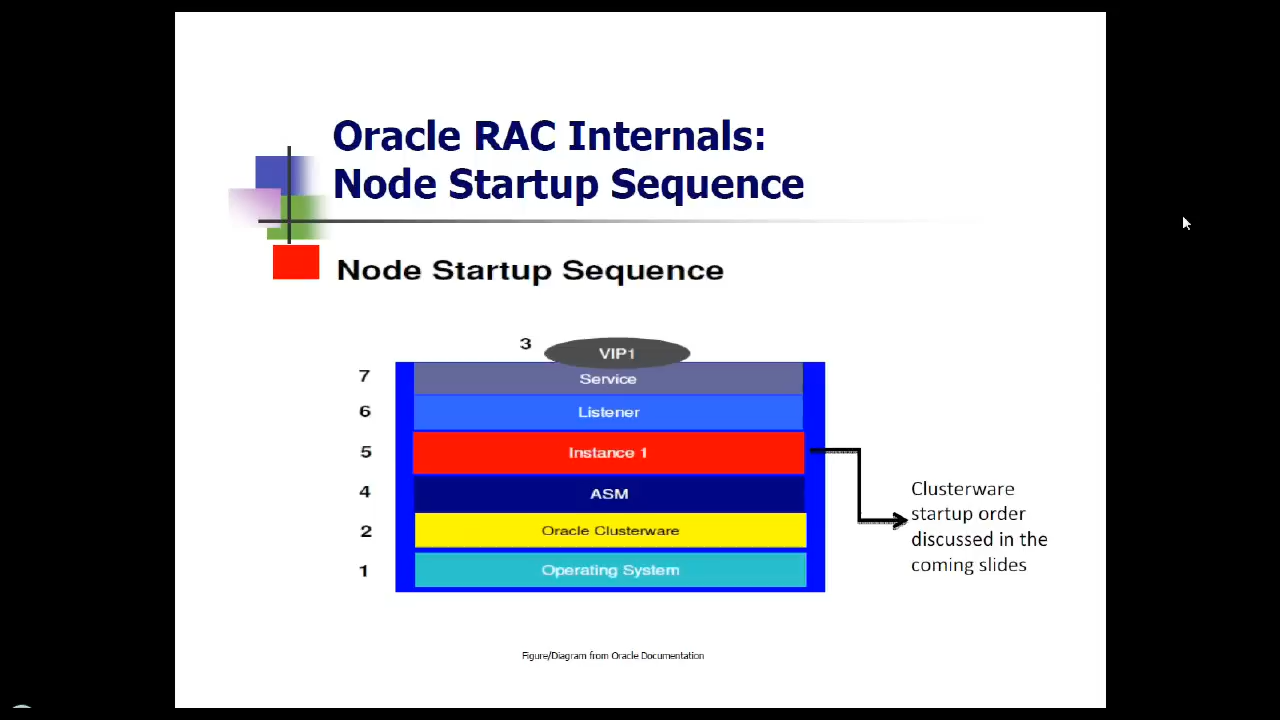 Oracle RAC Internals:
Node Startup Sequence
Node Startup Sequence
3 VIP1
7 Service
6 Listener
5 Instance 1
4 ASM
2 Oracle Clusterware
1 Operating System
Clusterware
startup order
discussed in the
coming slides
Figure/Diagram from Oracle Documentation